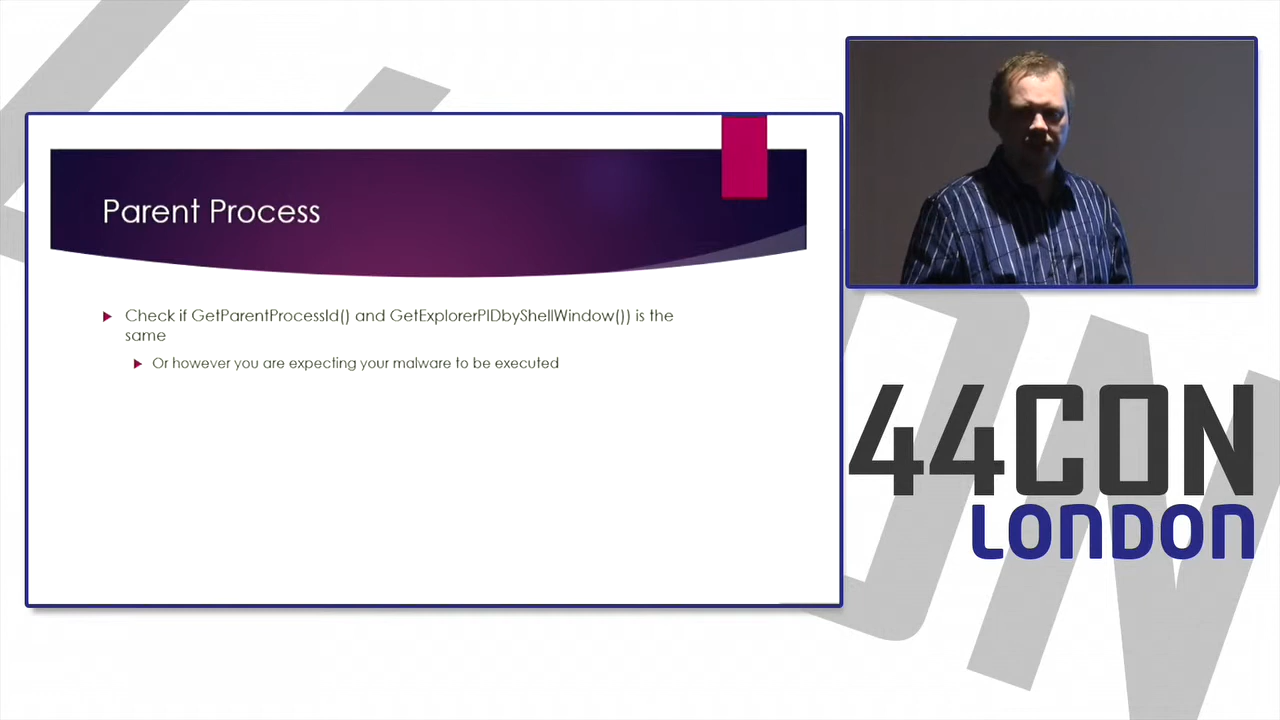 Parent Process
Check if GetParentProcessId() and GetExplorerPIDbyShellWindow()) is the
same
Or however you are expecting your malware to be executed
44CON
LONDON